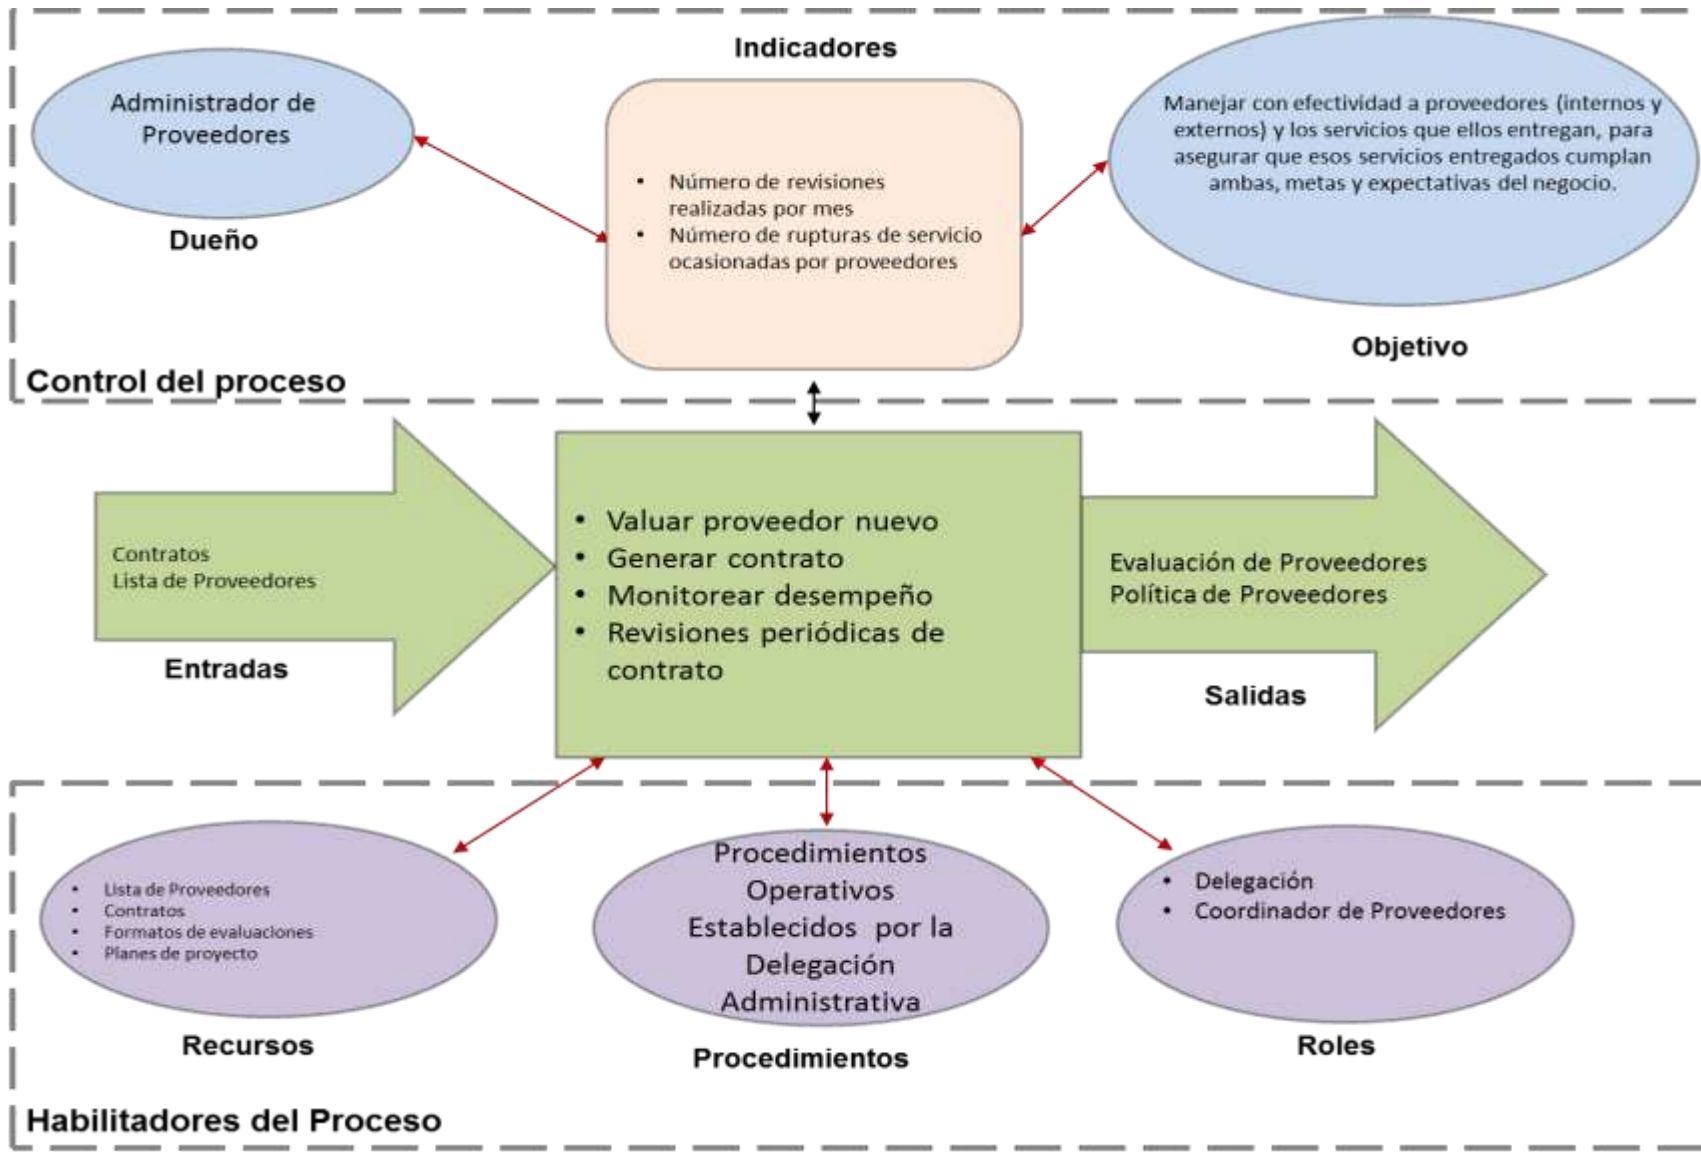 Indicadores
Administrador de
Proveedores
Dueño
• Número de revisiones
realizadas por mes
• Número de rupturas de servicio
ocasionadas por proveedores
Manejar con efectividad a proveedores (internos y
externos) y los servicios que ellos entregan, para
asegurar que esos servicios entregados cumplan
ambas, metas y expectativas del negocio.
Objetivo
Control del proceso
Contratos
Lista de Proveedores
Entradas
• Valuar proveedor nuevo
• Generar contrato
• Monitorear desempeño
• Revisiones periódicas de
contrato
Evaluación de Proveedores
Política de Proveedores
Salidas
• Lista de Proveedores
• Contratos
• Formatos de evaluaciones
• Planes de proyecto
Recursos
Procedimientos
Operativos
Establecidos por la
Delegación
Administrativa
Procedimientos
• Delegación
• Coordinador de Proveedores
Roles
Habilitadores del Proceso